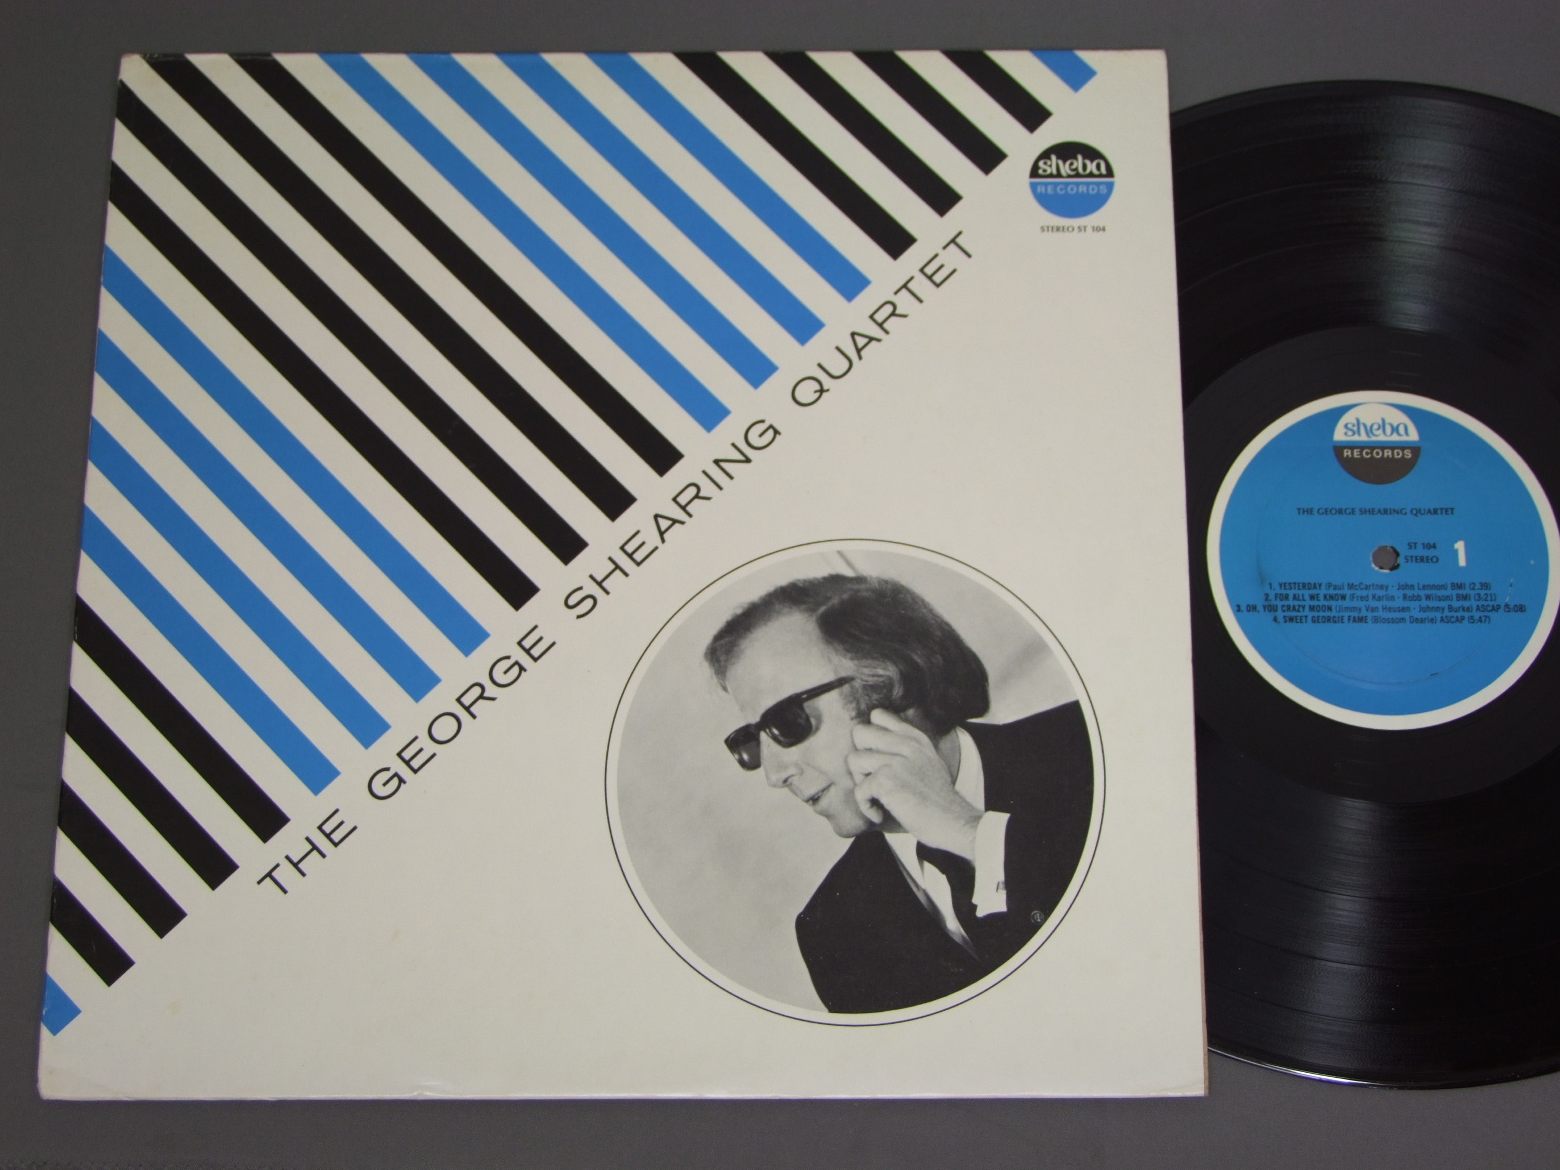 sheba
RECORDS
STEREO ST 104
THE GEORGE SHEARING QUARTET
sheba
RECORDS
THE GEORGE SHEARING QUARTET
ST 104
STEREO
1
1. YESTERDAY (Paul McCartney - John Lennon) BMI (2.39)
2. FOR ALL WE KNOW (Fred Karlin - Robb Wilson) BMI (3:21)
3. OH, YOU CRAZY MOON (Jimmy Van Heusen - Johnny Burke) ASCAP (5:08)
4. SWEET GEORGIE FAME (Blossom Dearie) ASCAP (5:47)